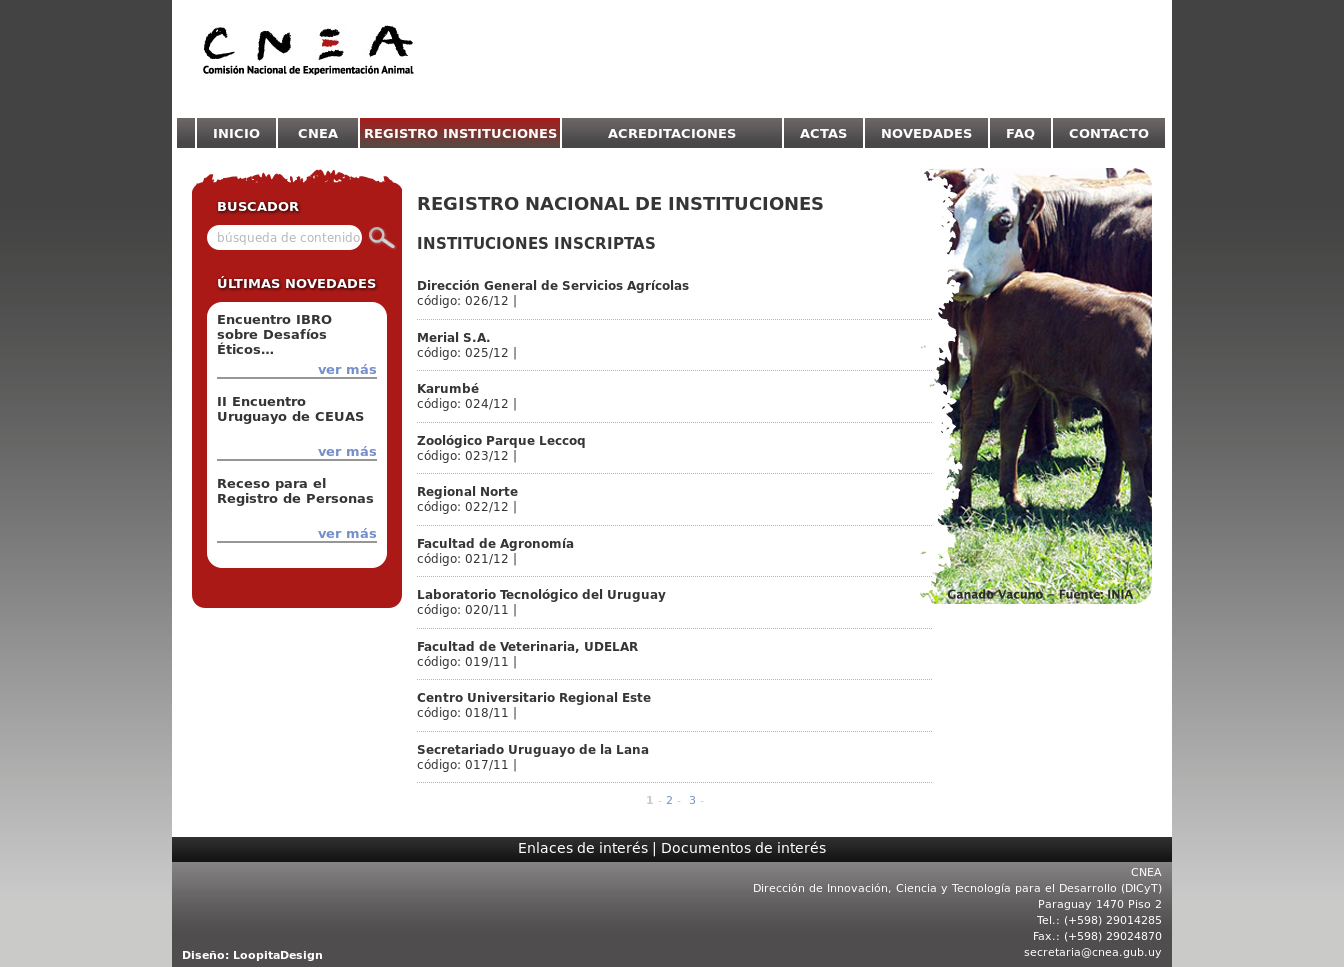 CNEA
Comisión Nacional de Experimentación Animal
INICIO
CNEA
REGISTRO INSTITUCIONES
ACREDITACIONES
ACTAS
NOVEDADES
FAQ
CONTACTO
BUSCADOR
búsqueda de contenido
ÚLTIMAS NOVEDADES
Encuentro IBRO
sobre Desafíos
Éticos...
ver más
II Encuentro
Uruguayo de CEUAS
ver más
Receso para el
Registro de Personas
ver más
REGISTRO NACIONAL DE INSTITUCIONES
INSTITUCIONES INSCRIPTAS
Dirección General de Servicios Agrícolas
código: 026/12 |
Merial S.A.
código: 025/12 |
Karumbé
código: 024/12 |
Zoológico Parque Leccoq
código: 023/12 |
Regional Norte
código: 022/12 |
Facultad de Agronomía
código: 021/12 |
Laboratorio Tecnológico del Uruguay
código: 020/11 |
Facultad de Veterinaria, UDELAR
código: 019/11 |
Centro Universitario Regional Este
código: 018/11 |
Secretariado Uruguayo de la Lana
código: 017/11 |
1 - 2 - 3 -
Ganado Vacuno - Fuente: INIA
Enlaces de interés | Documentos de interés
CNEA
Dirección de Innovación, Ciencia y Tecnología para el Desarrollo (DICyT)
Paraguay 1470 Piso 2
Tel.: (+598) 29014285
Fax.: (+598) 29024870
secretaria@cnea.gub.uy
Diseño: LoopitaDesign